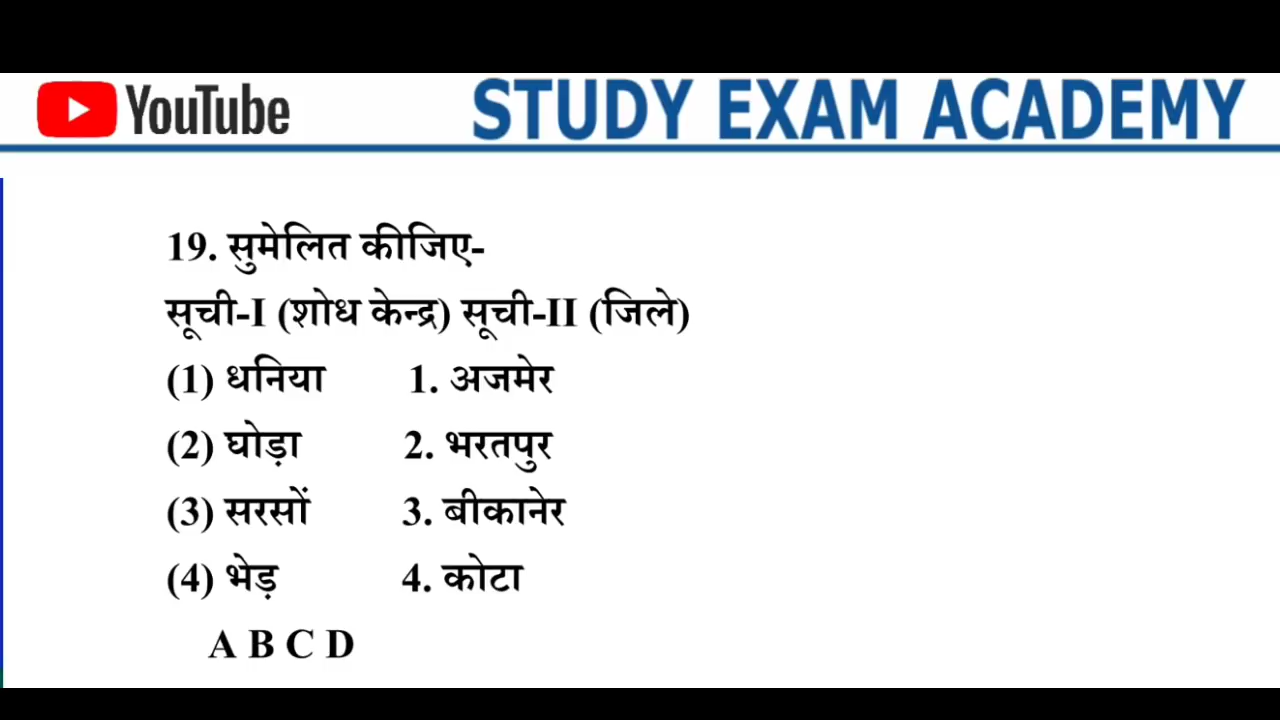 YouTube STUDY EXAM ACADEMY
19. सुमेलित कीजिए-
सूची-I (शोध केन्द्र) सूची-II (जिले)
(1) धनिया 1. अजमेर
(2) घोड़ा 2. भरतपुर
(3) सरसों 3. बीकानेर
(4) भेड़ 4. कोटा
A B C D